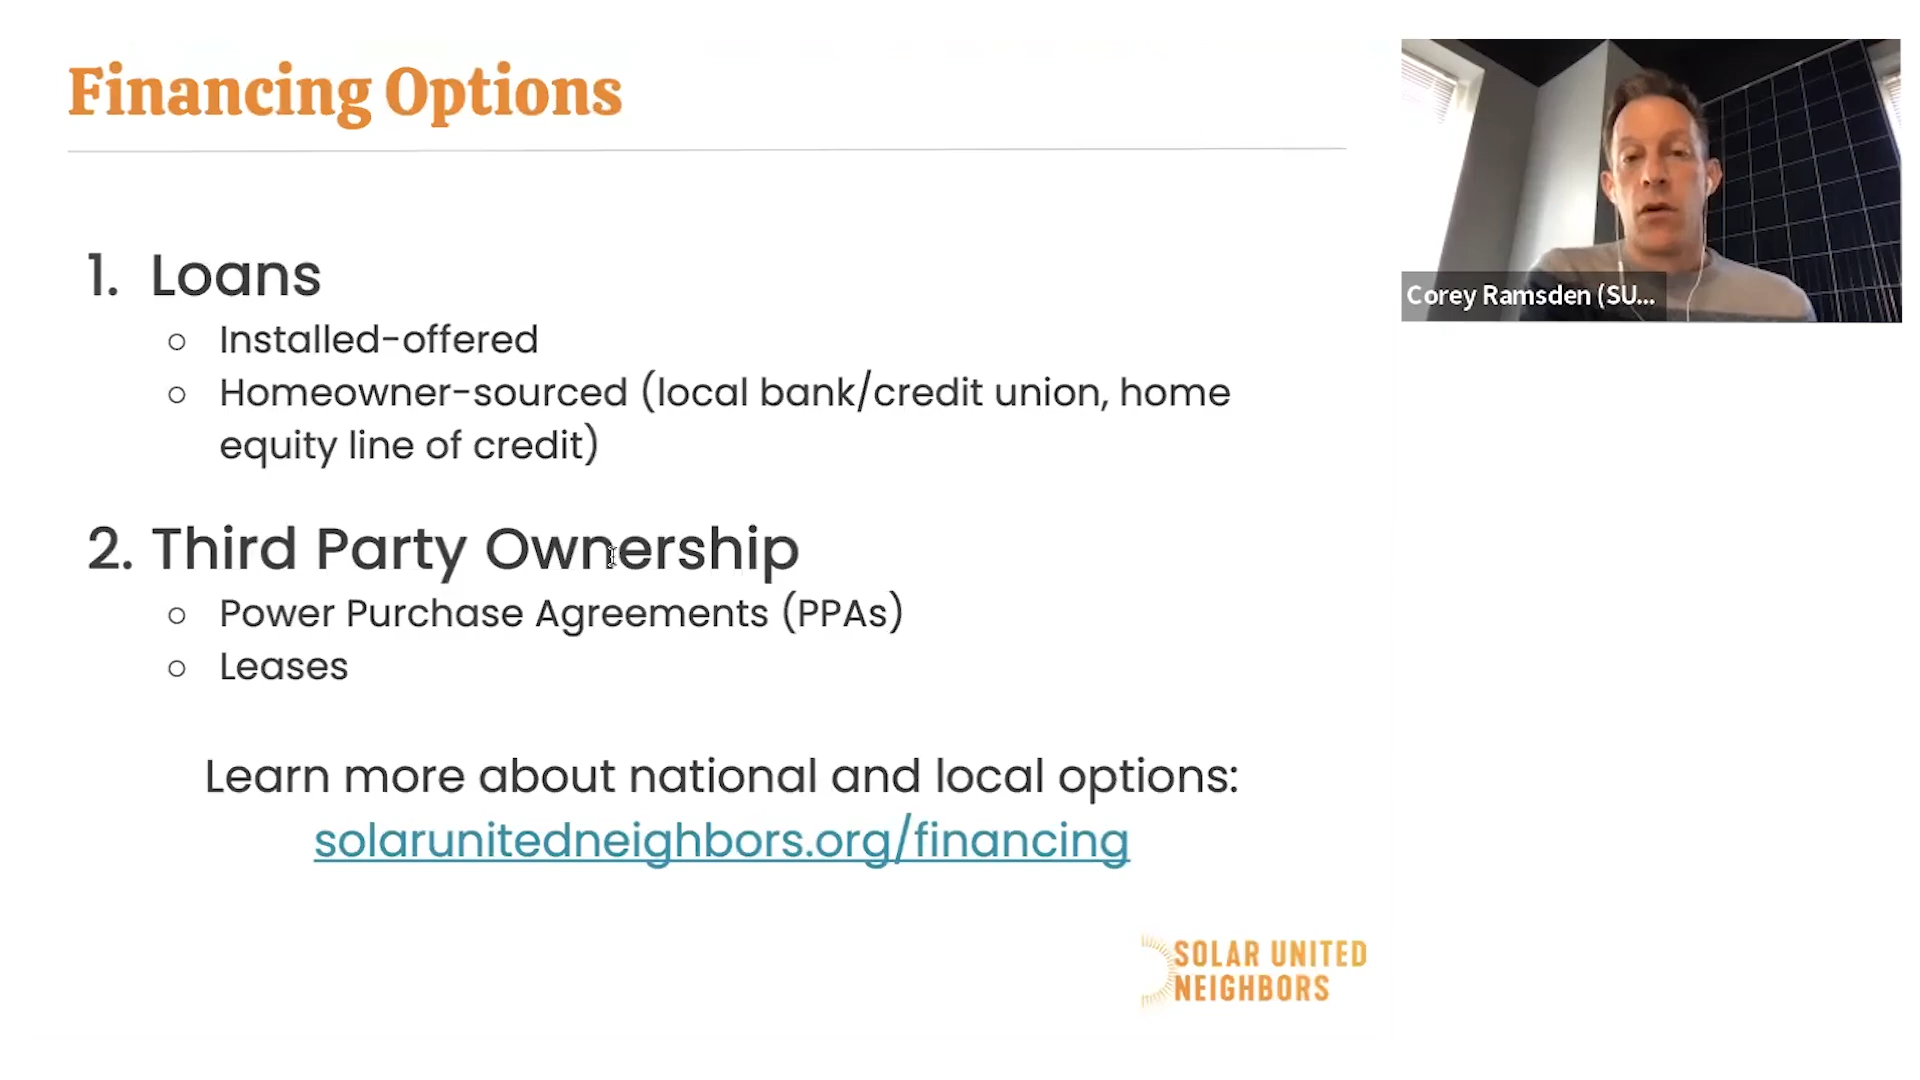 Financing Options
1. Loans
○ Installed-offered
○ Homeowner-sourced (local bank/credit union, home
equity line of credit)
2. Third Party Ownership
○ Power Purchase Agreements (PPAs)
○ Leases
Learn more about national and local options:
solarunitedneighbors.org/financing
SOLAR UNITED
NEIGHBORS
Corey Ramsden (SU...